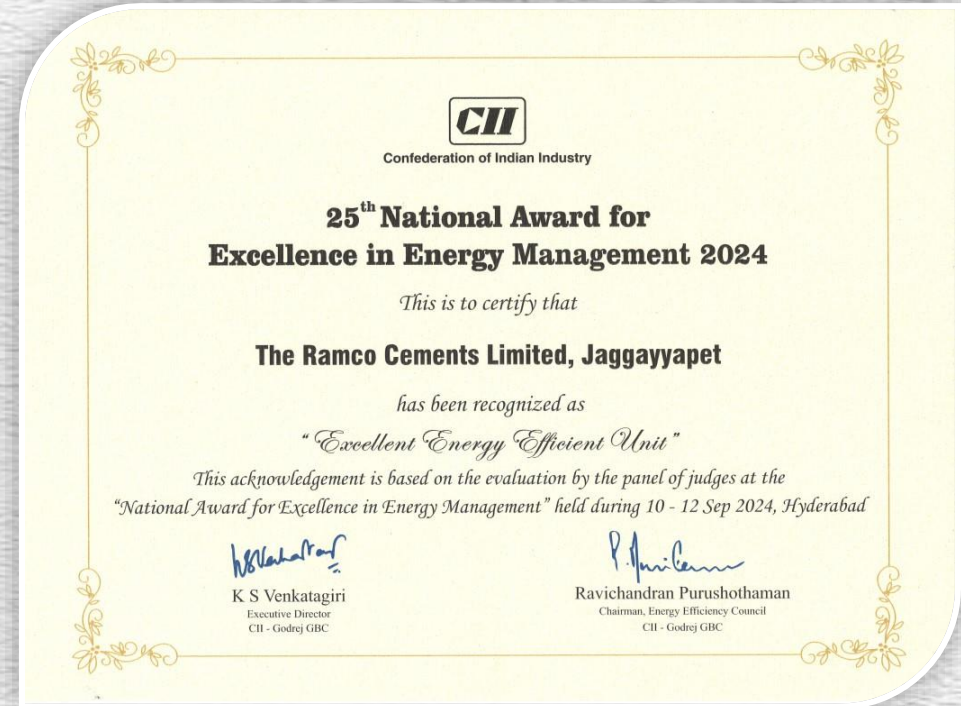 CII
Confederation of Indian Industry
25th National Award for
Excellence in Energy Management 2024
This is to certify that
The Ramco Cements Limited, Jaggayyapet
has been recognized as
"Excellent Energy Efficient Unit"
This acknowledgement is based on the evaluation by the panel of judges at the
"National Award for Excellence in Energy Management" held during 10 - 12 Sep 2024, Hyderabad
K S Venkatagiri
Executive Director
CII - Godrej GBC
Ravichandran Purushothaman
Chairman, Energy Efficiency Council
CII - Godrej GBC